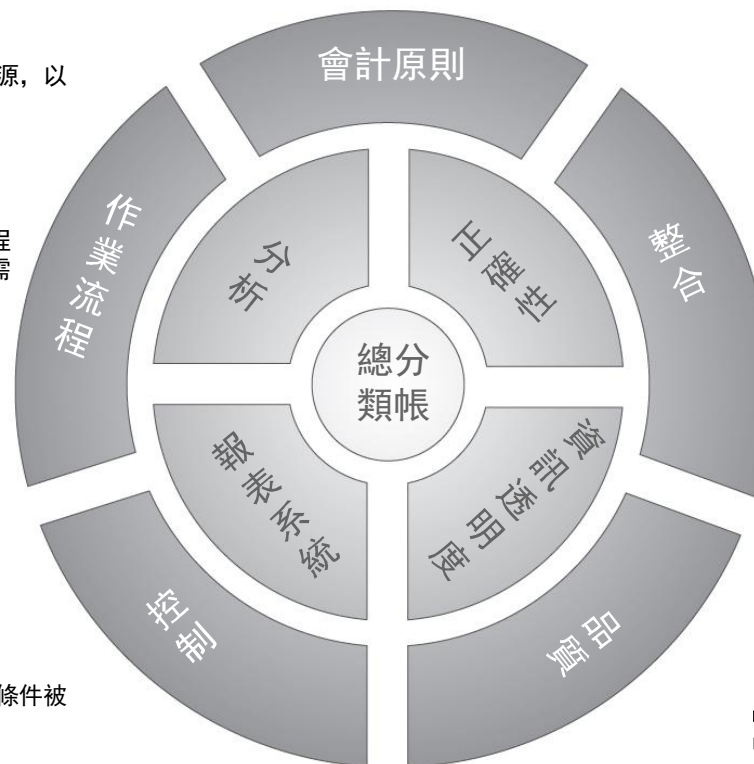 源，以
會計原則
作業流程
整合
程
需
分析
正確性
總分
類帳
報表系統
資訊透明度
控制
品質
條件被